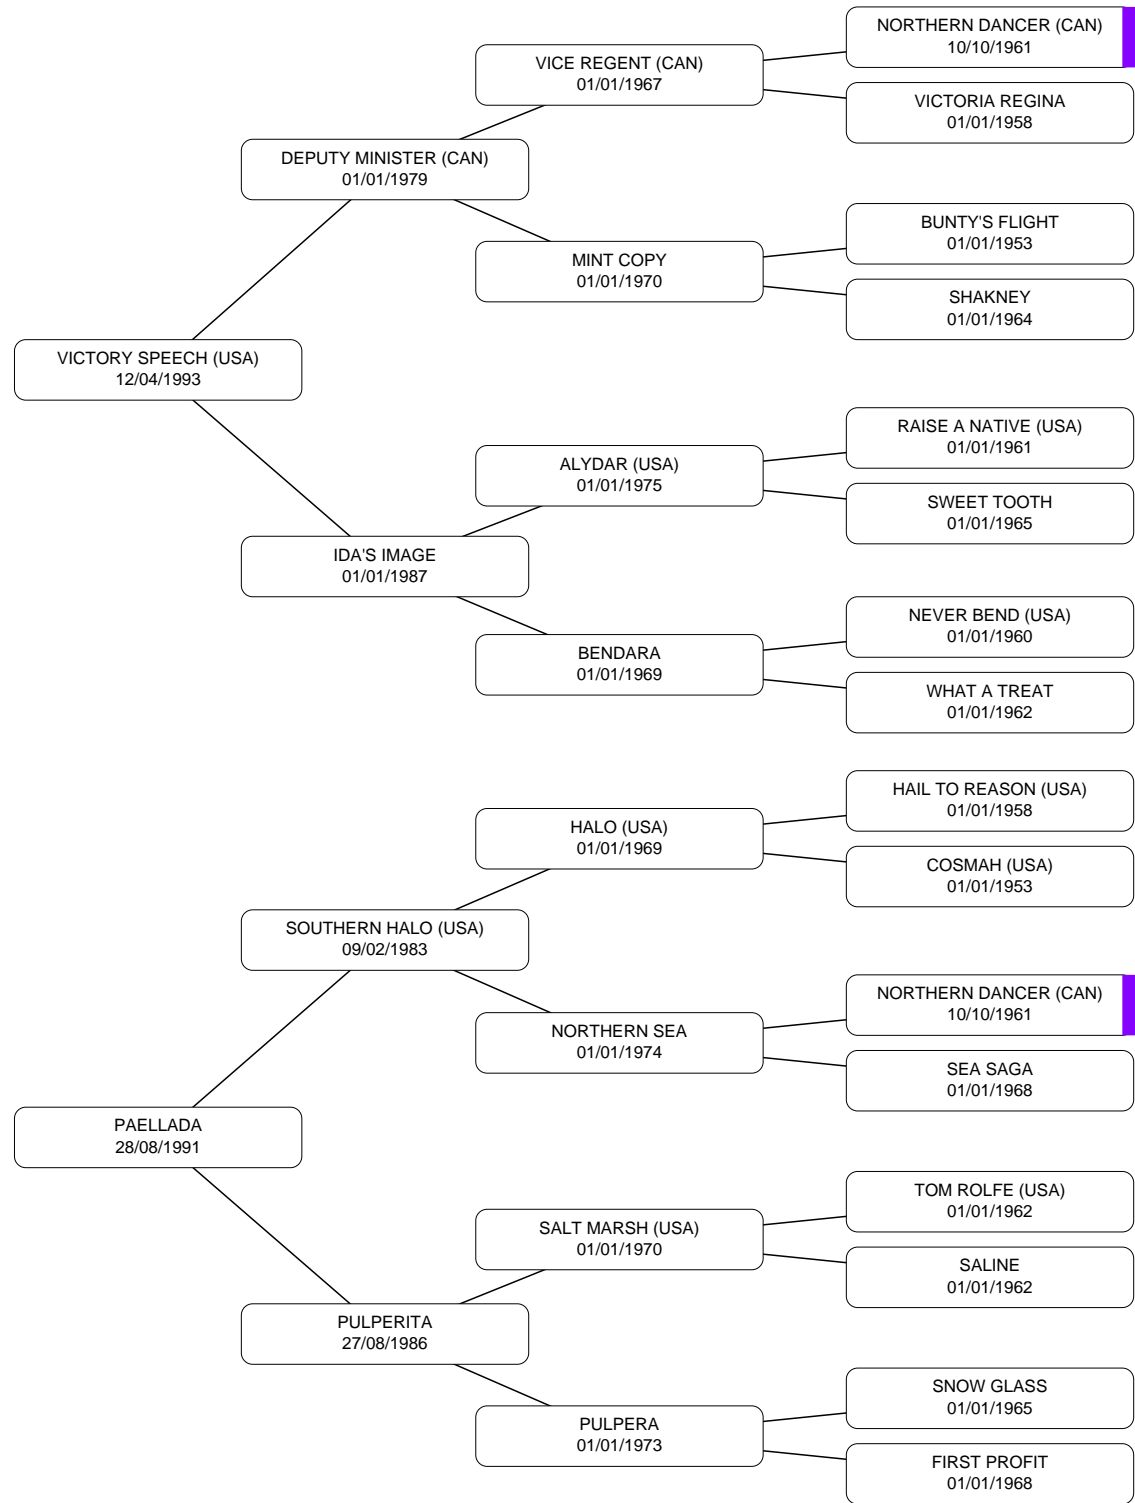 NORTHERN DANCER (CAN)
10/10/1961
VICE REGENT (CAN)
01/01/1967
VICTORIA REGINA
01/01/1958
DEPUTY MINISTER (CAN)
01/01/1979
BUNTY'S FLIGHT
01/01/1953
MINT COPY
01/01/1970
SHAKNEY
01/01/1964
VICTORY SPEECH (USA)
12/04/1993
RAISE A NATIVE (USA)
01/01/1961
ALYDAR (USA)
01/01/1975
SWEET TOOTH
01/01/1965
IDA'S IMAGE
01/01/1987
NEVER BEND (USA)
01/01/1960
BENDARA
01/01/1969
WHAT A TREAT
01/01/1962
HAIL TO REASON (USA)
01/01/1958
HALO (USA)
01/01/1969
COSMAH (USA)
01/01/1953
SOUTHERN HALO (USA)
09/02/1983
NORTHERN DANCER (CAN)
10/10/1961
NORTHERN SEA
01/01/1974
SEA SAGA
01/01/1968
PAELLADA
28/08/1991
TOM ROLFE (USA)
01/01/1962
SALT MARSH (USA)
01/01/1970
SALINE
01/01/1962
PULPERITA
27/08/1986
SNOW GLASS
01/01/1965
PULPERA
01/01/1973
FIRST PROFIT
01/01/1968